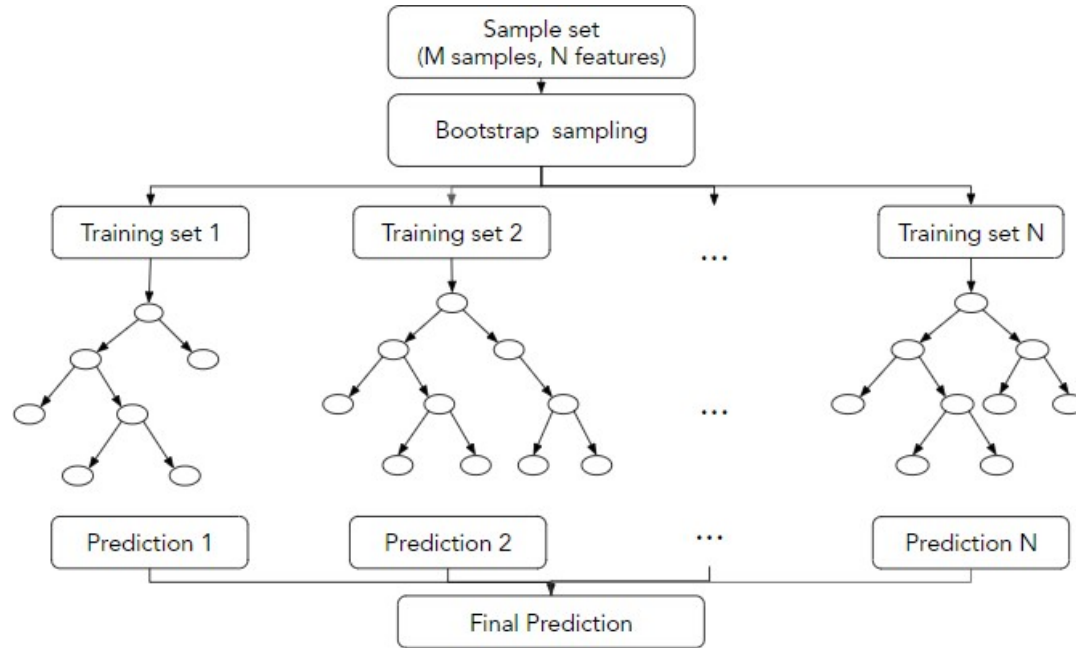 Sample set
(M samples, N features)
Bootstrap sampling
Training set 1
Training set 2
...
Training set N
...
Prediction 1
Prediction 2
...
Prediction N
Final Prediction